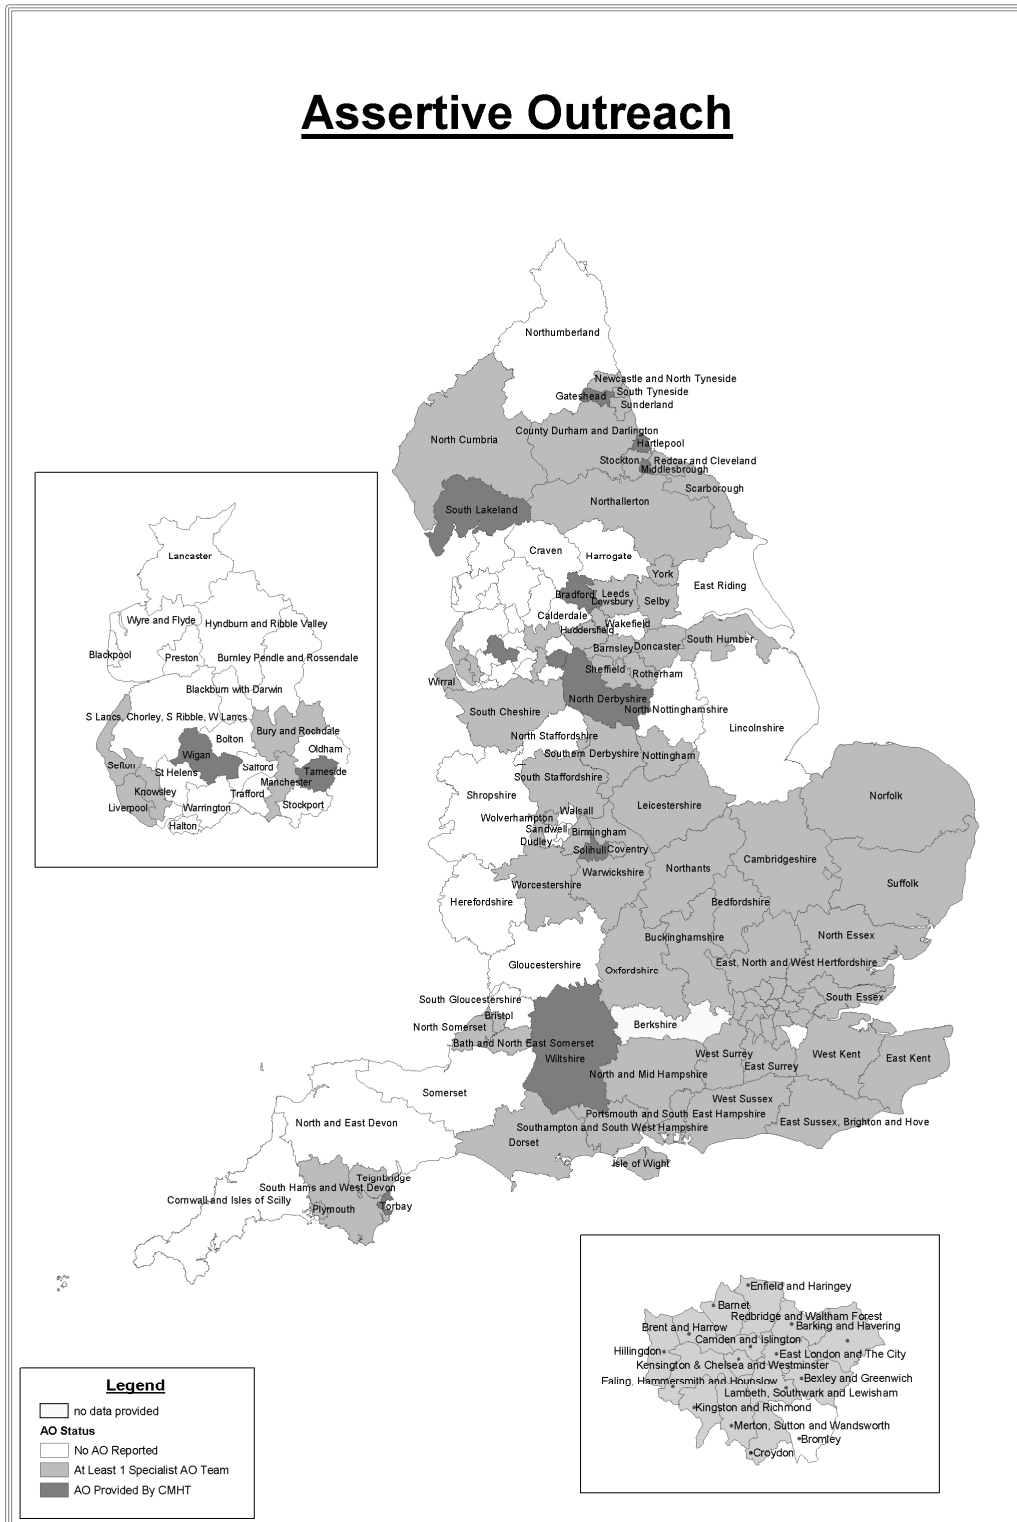 Assertive Outreach
Northumberland
Newcastle and North Tyneside
South Tyneside
Gateshead
Sunderland
County Durham and Darlington
North Cumbria
Hartlepool
Stockton
Redcar and Cleveland
Middlesbrough
Scarborough
Northallerton
South Lakeland
Craven
Harrogate
York
East Riding
Bradford
Leeds
Dewsbury
Selby
Calderdale
Wakefield
Huddersfield
South Humber
Barnsley
Doncaster
Sheffield
Rotherham
Wirral
North Derbyshire
North Nottinghamshire
South Cheshire
Lincolnshire
North Staffordshire
Southern Derbyshire
Nottingham
South Staffordshire
Shropshire
Leicestershire
Norfolk
Walsall
Wolverhampton
Sandwell
Birmingham
Dudley
Solihull
Coventry
Cambridgeshire
Northants
Warwickshire
Suffolk
Worcestershire
Herefordshire
Bedfordshire
Buckinghamshire
North Essex
Gloucestershire
East, North and West Hertfordshire
Oxfordshire
South Essex
South Gloucestershire
Bristol
North Somerset
Berkshire
Bath and North East Somerset
Wiltshire
West Surrey
West Kent
East Kent
East Surrey
North and Mid Hampshire
Somerset
West Sussex
Portsmouth and South East Hampshire
East Sussex, Brighton and Hove
Southampton and South West Hampshire
North and East Devon
Dorset
Isle of Wight
Teignbridge
South Hams and West Devon
Cornwall and Isles of Scilly
Plymouth
Torbay
Lancaster
Wyre and Flyde
Hyndburn and Ribble Valley
Blackpool
Preston
Burnley Pendle and Rossendale
Blackburn with Darwin
S Lancs, Chorley, S Ribble, W Lancs
Bury and Rochdale
Bolton
Oldham
Wigan
Sefton
St Helens
Salford
Tameside
Manchester
Knowsley
Trafford
Liverpool
Warrington
Stockport
Halton
Enfield and Haringey
Barnet
Redbridge and Waltham Forest
Barking and Havering
Brent and Harrow
Camden and Islington
Hillingdon
East London and The City
Kensington & Chelsea and Westminster
Ealing, Hammersmith and Hounslow
Bexley and Greenwich
Lambeth, Southwark and Lewisham
Kingston and Richmond
Merton, Sutton and Wandsworth
Bromley
Croydon
Legend
no data provided
AO Status
No AO Reported
At Least 1 Specialist AO Team
AO Provided By CMHT